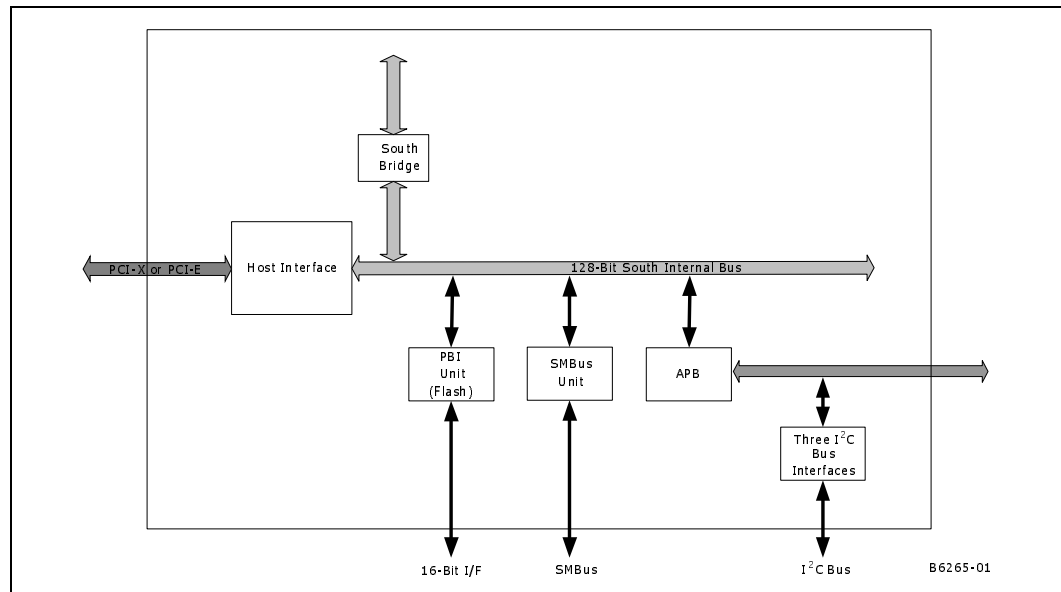 South
Bridge
PCI-X or PCI-E
Host Interface
128-Bit South Internal Bus
PBI
Unit
(Flash)
SMBus
Unit
APB
Three I²C
Bus
Interfaces
16-Bit I/F
SMBus
I²C Bus
B6265-01